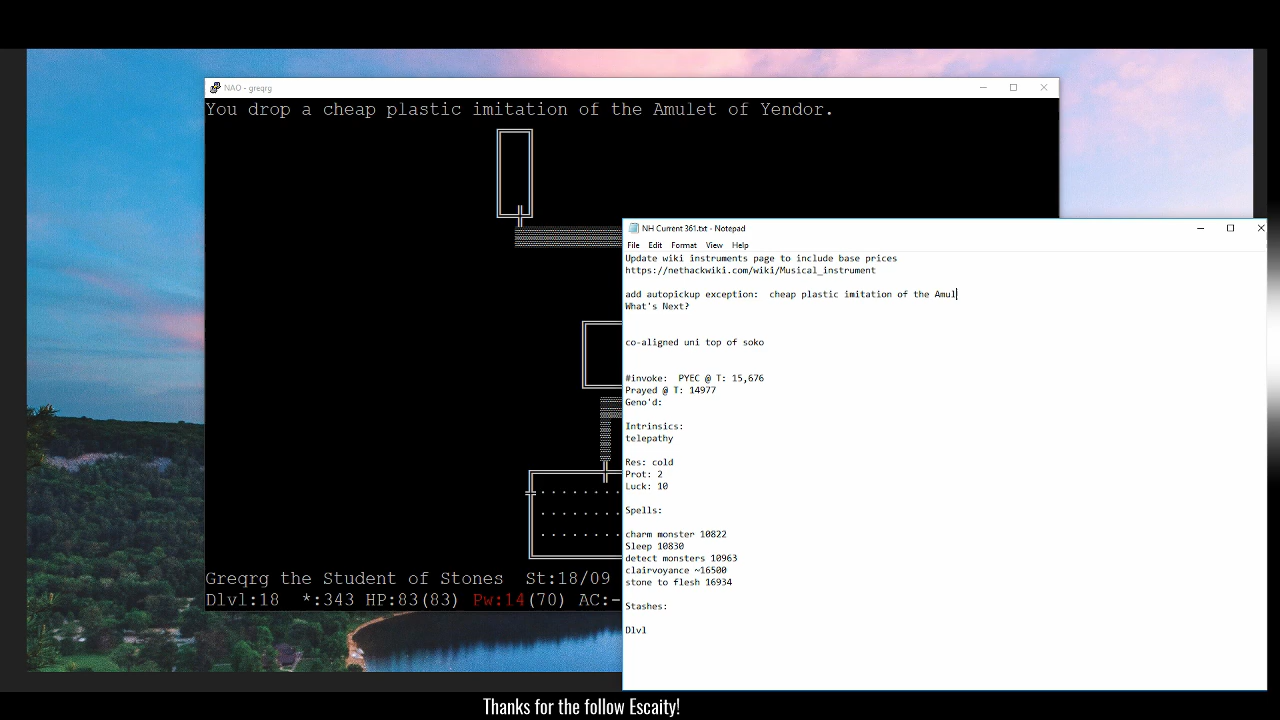 NAO - greqrg
You drop a cheap plastic imitation of the Amulet of Yendor.
Greqrg the Student of Stones St:18/09
Dlvl:18 *:343 HP:83(83) Pw:14(70) AC:-
NH Current 361.txt - Notepad
File Edit Format View Help
Update wiki instruments page to include base prices
https://nethackwiki.com/wiki/Musical_instrument
add autopickup exception: cheap plastic imitation of the Amul
What's Next?
co-aligned uni top of soko
#invoke: PYEC @ T: 15,676
Prayed @ T: 14977
Geno'd:
Intrinsics:
telepathy
Res: cold
Prot: 2
Luck: 10
Spells:
charm monster 10822
Sleep 10830
detect monsters 10963
clairvoyance ~16500
stone to flesh 16934
Stashes:
Dlvl
Thanks for the follow Escaity!